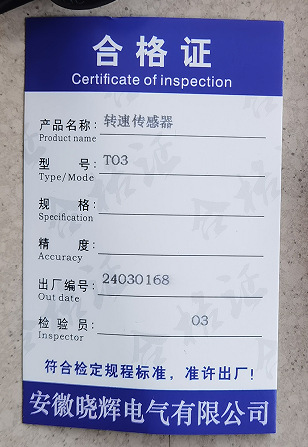 合格证
Certificate of inspection
产品名称: 转速传感器
Product name
型 号: T03
Type/Mode
规 格:
Specification
精 度:
Accuracy
出厂编号: 24030168
Out date
检 验 员: 03
Inspector
符合检定规程标准，准许出厂!
安徽晓辉电气有限公司